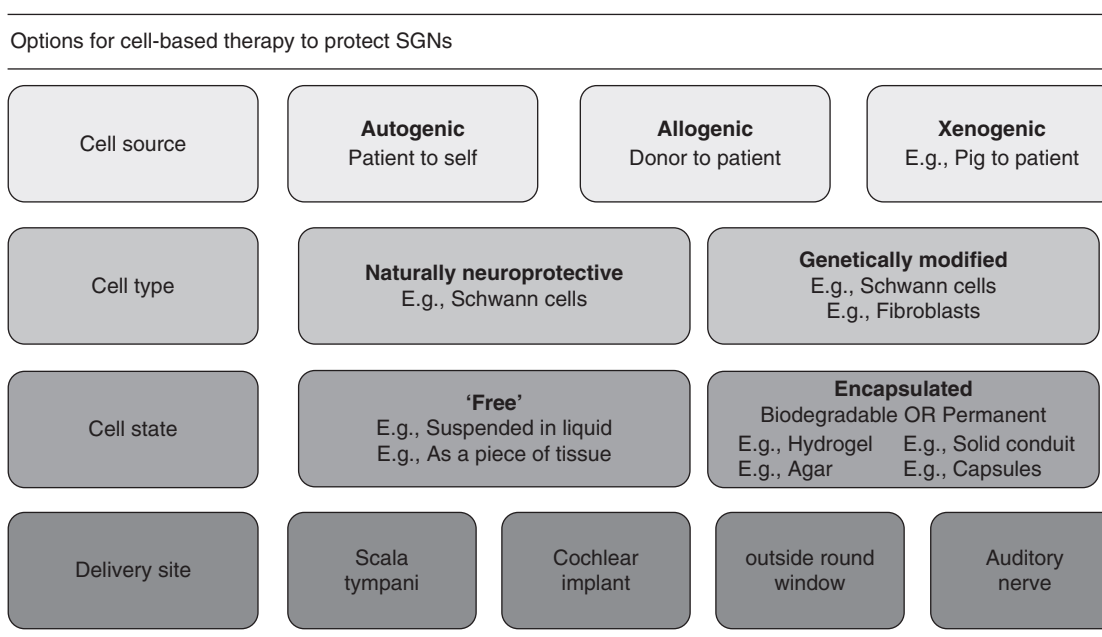 Options for cell-based therapy to protect SGNs
Cell source
Autogenic
Patient to self
Allogenic
Donor to patient
Xenogenic
E.g., Pig to patient
Cell type
Naturally neuroprotective
E.g., Schwann cells
Genetically modified
E.g., Schwann cells
E.g., Fibroblasts
Cell state
‘Free’
E.g., Suspended in liquid
E.g., As a piece of tissue
Encapsulated
Biodegradable OR Permanent
E.g., Hydrogel E.g., Solid conduit
E.g., Agar E.g., Capsules
Delivery site
Scala
tympani
Cochlear
implant
outside round
window
Auditory
nerve